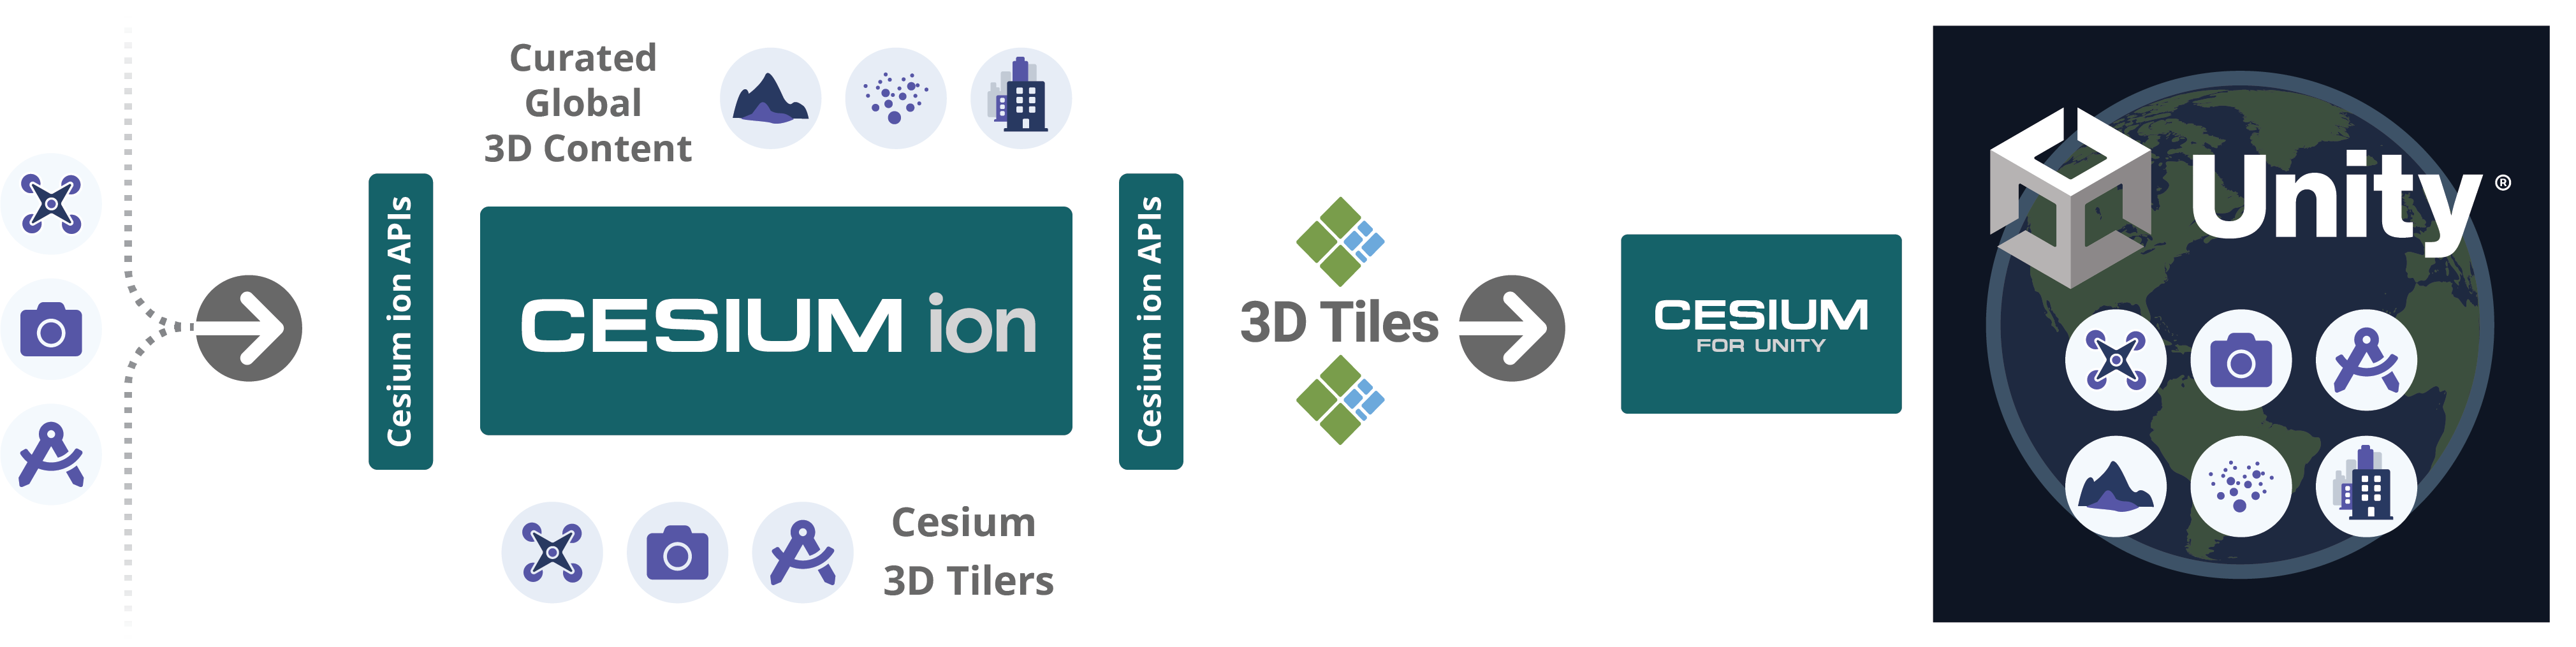 Curated
Global
3D Content
Cesium ion APIs
CESIUM ion
Cesium
3D Tilers
Cesium ion APIs
3D Tiles
CESIUM
FOR UNITY
Unity®